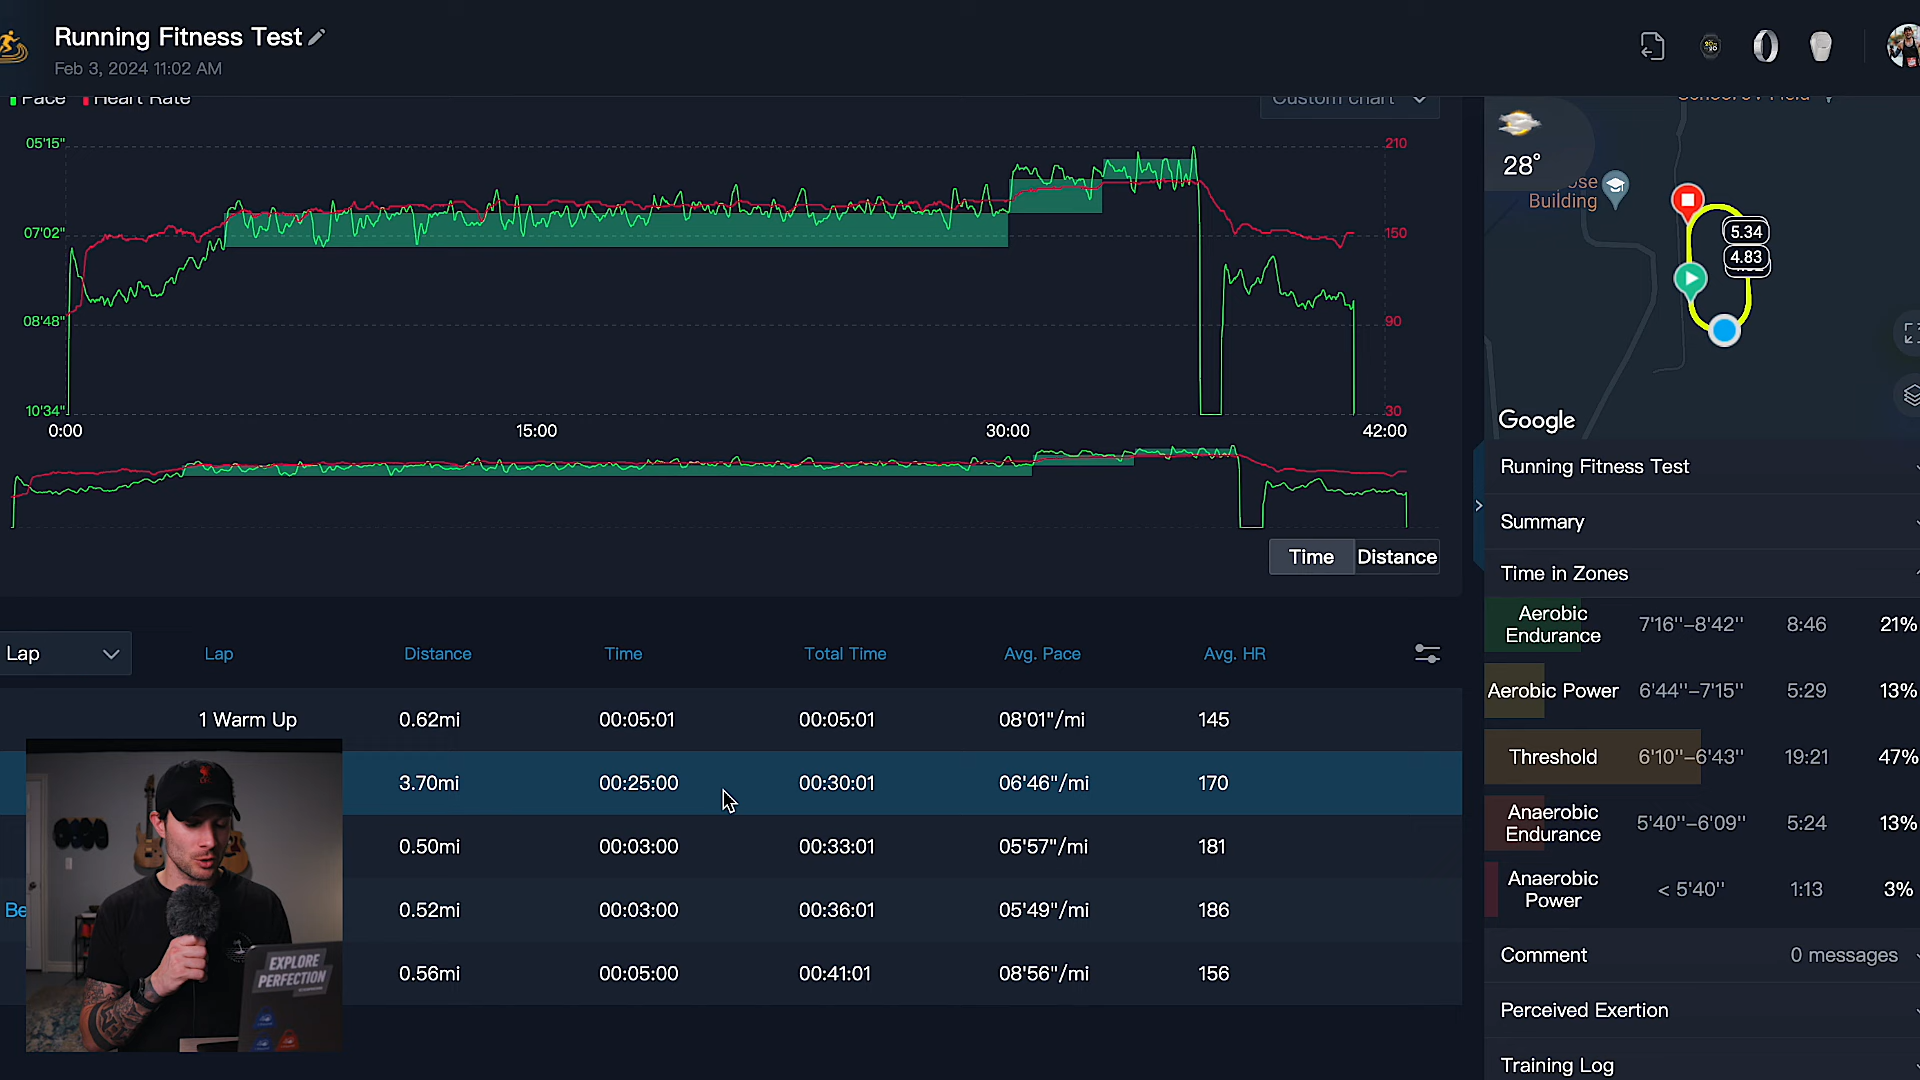 Running Fitness Test
Feb 3, 2024 11:02 AM
Pace Heart Rate
Custom chart
05'15" 210
07'02" 150
08'48" 90
10'34" 30
0:00 15:00 30:00 42:00
Time Distance
Lap Lap Distance Time Total Time Avg. Pace Avg. HR
1 Warm Up 0.62mi 00:05:01 00:05:01 08'01"/mi 145
3.70mi 00:25:00 00:30:01 06'46"/mi 170
0.50mi 00:03:00 00:33:01 05'57"/mi 181
Be 0.52mi 00:03:00 00:36:01 05'49"/mi 186
0.56mi 00:05:00 00:41:01 08'56"/mi 156
EXPLORE
PERFECTION
28°
Building
5.34
4.83
Google
Running Fitness Test
Summary
Time in Zones
Aerobic
Endurance 7'16''–8'42'' 8:46 21%
Aerobic Power 6'44''–7'15'' 5:29 13%
Threshold 6'10''–6'43'' 19:21 47%
Anaerobic
Endurance 5'40''–6'09'' 5:24 13%
Anaerobic
Power < 5'40'' 1:13 3%
Comment 0 messages
Perceived Exertion
Training Log